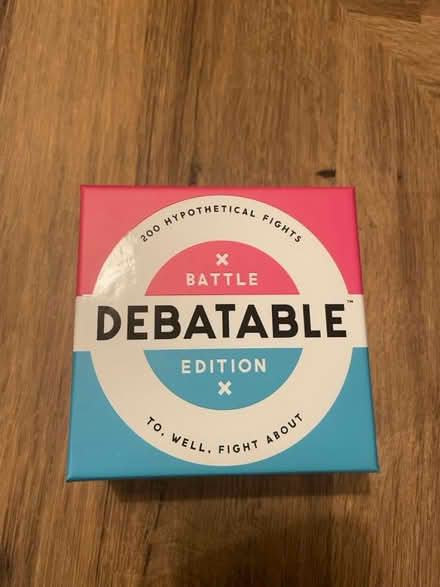 200 HYPOTHETICAL FIGHTS
×
BATTLE
DEBATABLE™
EDITION
×
TO, WELL, FIGHT ABOUT